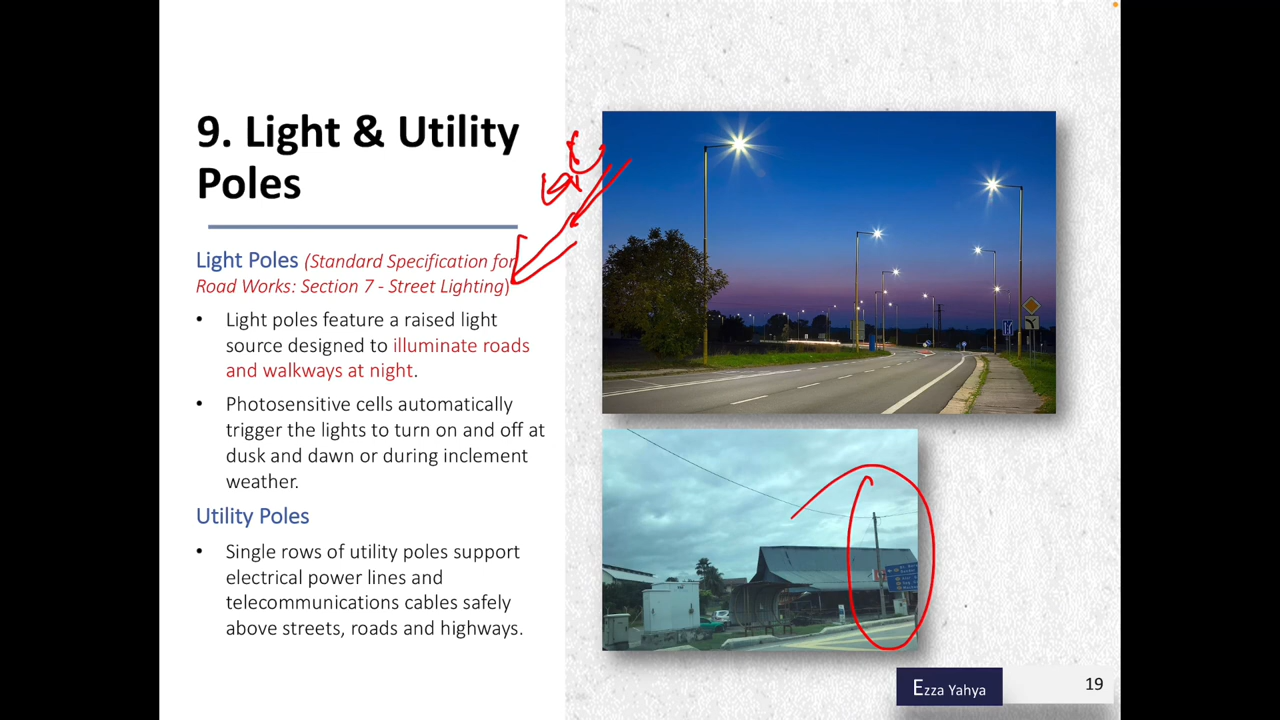 9. Light & Utility
Poles
Light Poles (Standard Specification for
Road Works: Section 7 - Street Lighting)
• Light poles feature a raised light
source designed to illuminate roads
and walkways at night.
• Photosensitive cells automatically
trigger the lights to turn on and off at
dusk and dawn or during inclement
weather.
Utility Poles
• Single rows of utility poles support
electrical power lines and
telecommunications cables safely
above streets, roads and highways.
Ezza Yahya
19